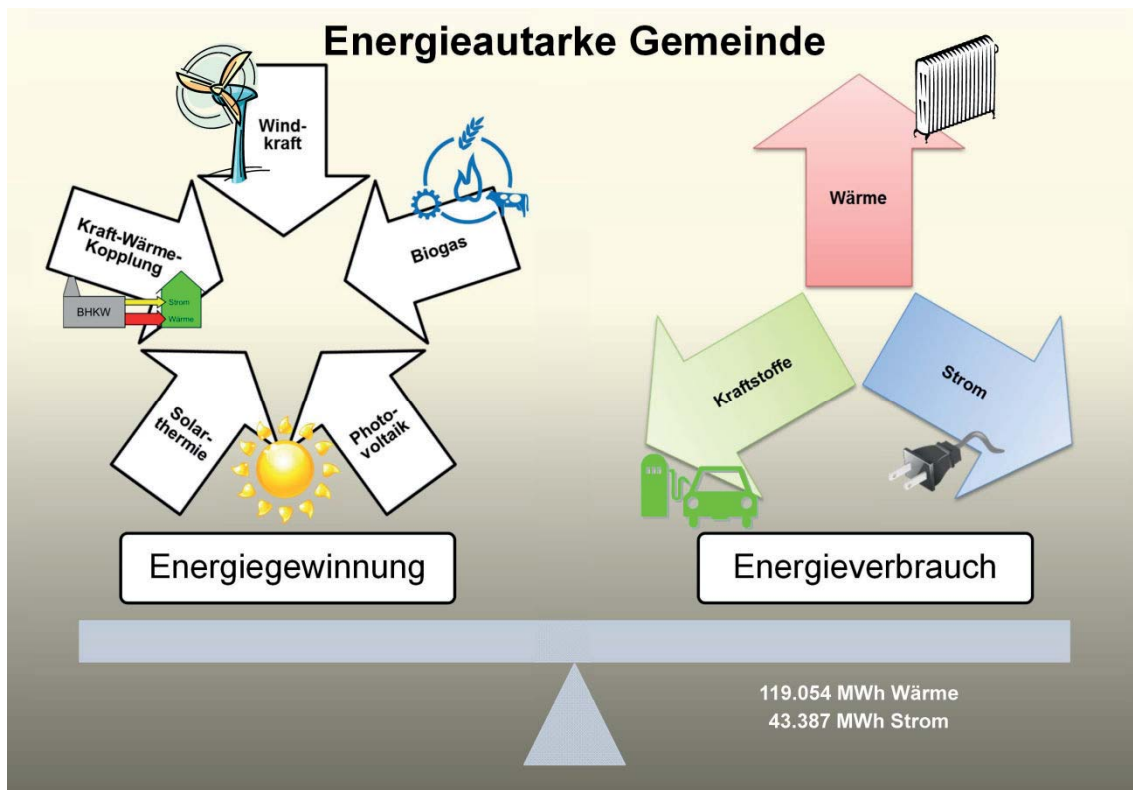 Energieautarke Gemeinde
Wind-
kraft
Biogas
Kraft-Wärme-
Kopplung
BHKW
Strom
Wärme
Solar-
thermie
Photo-
voltaik
Energiegewinnung
Wärme
Kraftstoffe
Strom
Energieverbrauch
119.054 MWh Wärme
43.387 MWh Strom